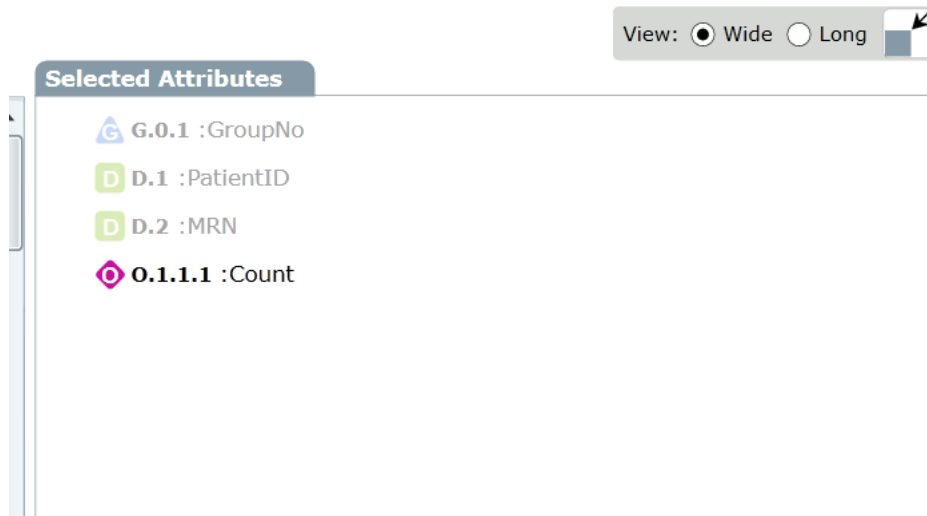 View: Wide Long
Selected Attributes
G G.0.1 :GroupNo
D D.1 :PatientID
D D.2 :MRN
O O.1.1.1 :Count